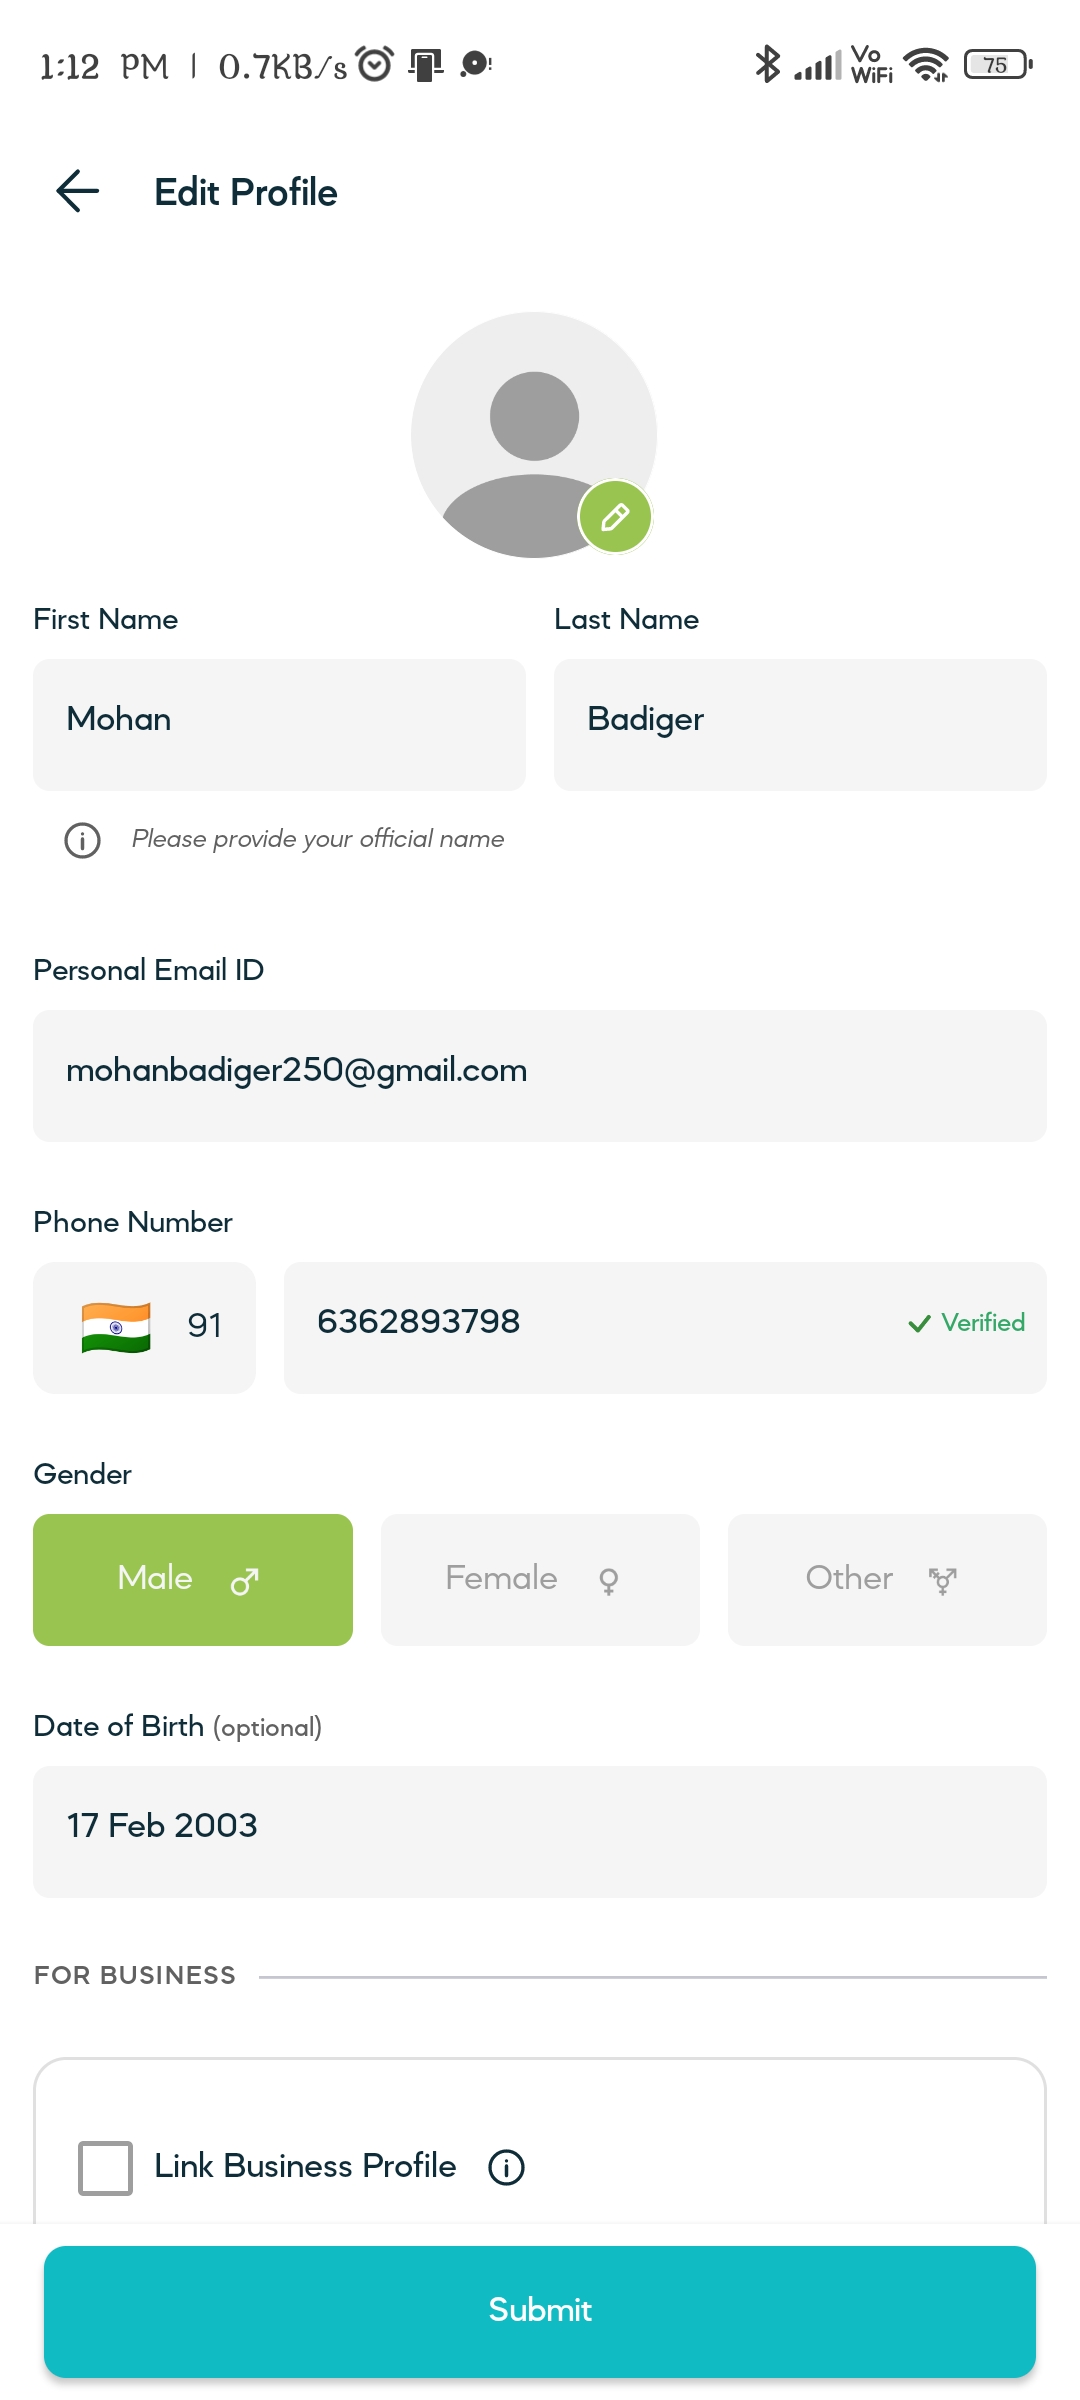 1:12 PM | 0.7KB/s Vo WiFi 75
Edit Profile
First Name Last Name
Mohan Badiger
Please provide your official name
Personal Email ID
mohanbadiger250@gmail.com
Phone Number
91 6362893798 Verified
Gender
Male Female Other
Date of Birth (optional)
17 Feb 2003
FOR BUSINESS
Link Business Profile
Submit